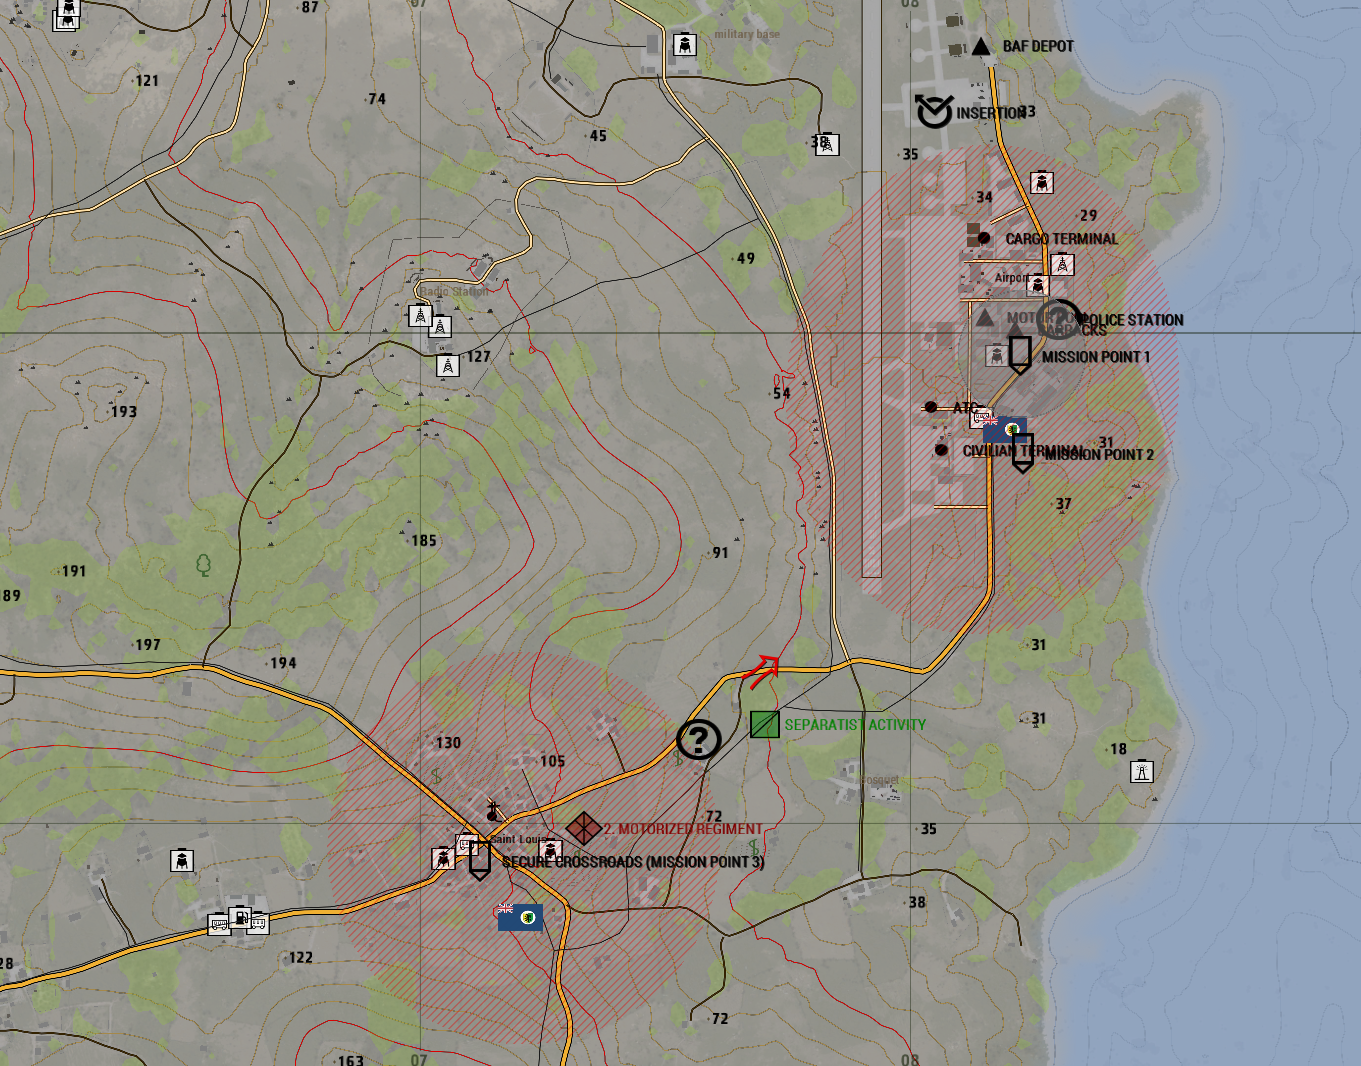 07
08
87
military base
BAF DEPOT
121
74
INSERTION
33
45
38
35
34
29
CARGO TERMINAL
49
Airport
Radio Station
POLICE STATION
127
MISSION POINT 1
54
193
ATC
31
CIVILIAN TERMINAL
MISSION POINT 2
37
185
91
191
89
197
194
31
31
SEPARATIST ACTIVITY
130
18
105
72
2. MOTORIZED REGIMENT
35
Saint Louis
SECURE CROSSROADS (MISSION POINT 3)
38
122
28
72
163
07
08